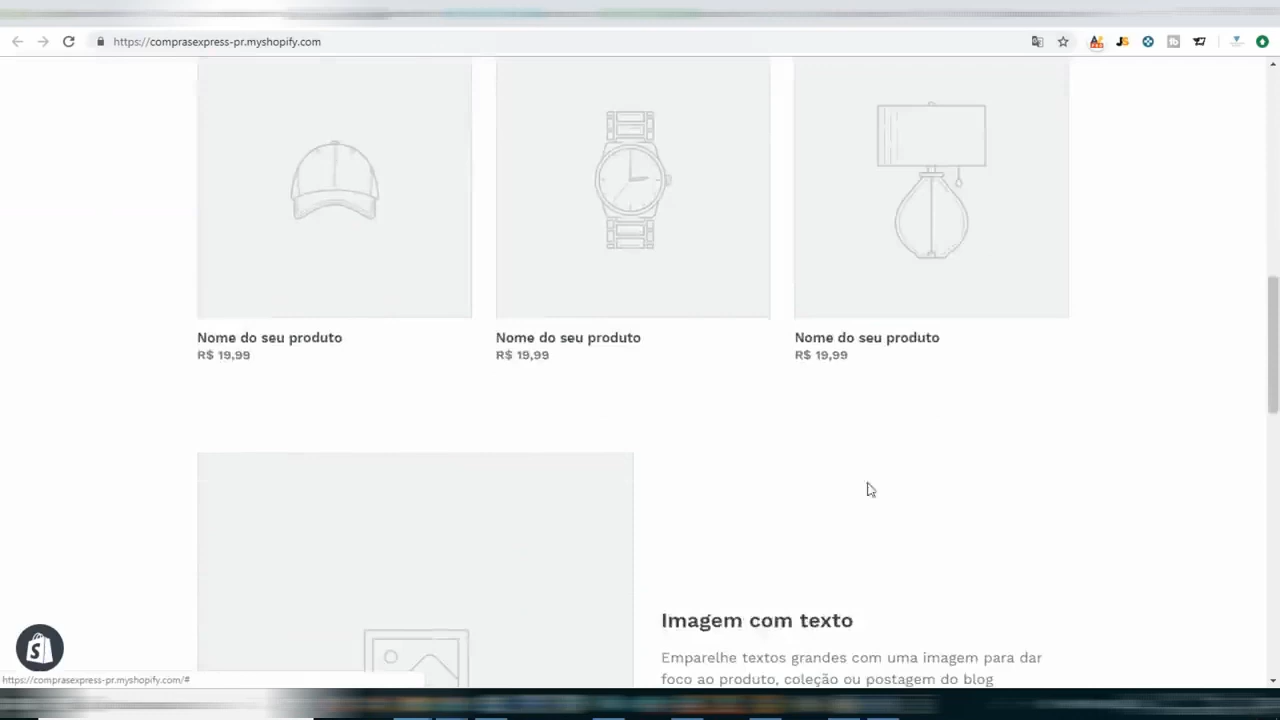 https://comprasexpress-pr.myshopify.com
JS
Nome do seu produto
R$ 19,99
Nome do seu produto
R$ 19,99
Nome do seu produto
R$ 19,99
Imagem com texto
Emparelhe textos grandes com uma imagem para dar
foco ao produto, coleção ou postagem do blog
S
https://comprasexpress-pr.myshopify.com/#